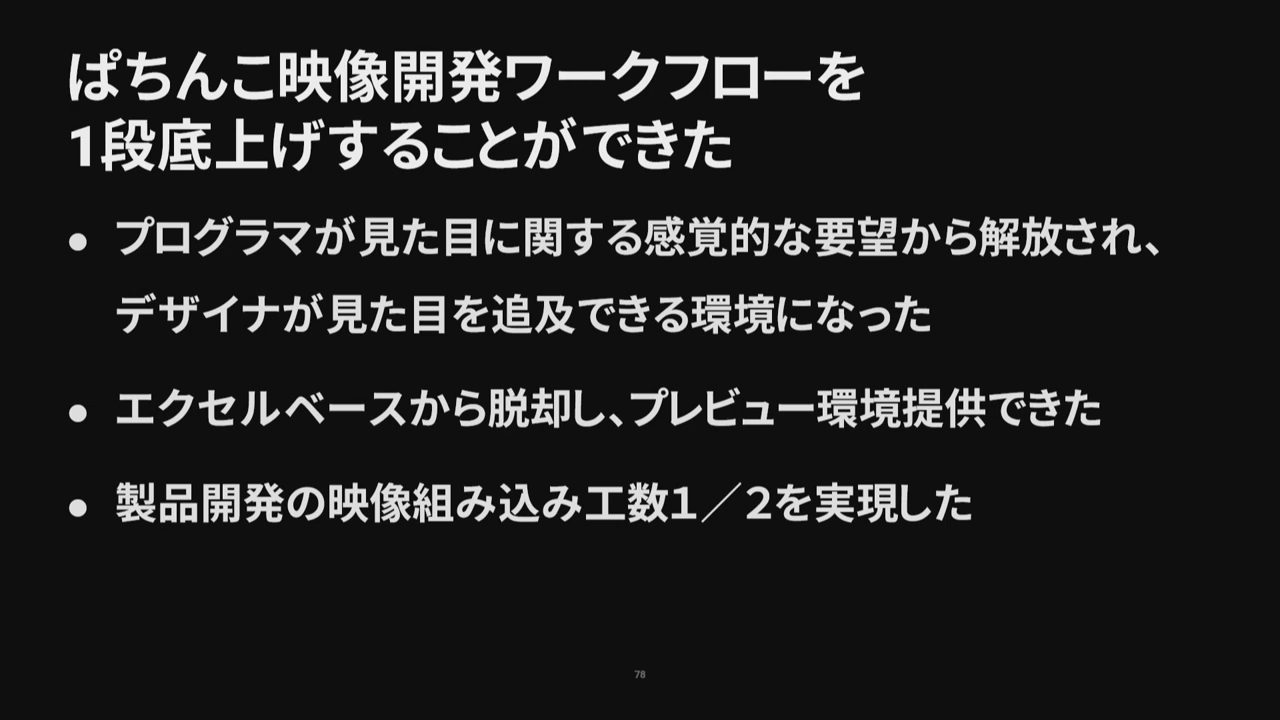 ぱちんこ映像開発ワークフローを
1段底上げすることができた
● プログラマが見た目に関する感覚的な要望から解放され、
デザイナが見た目を追及できる環境になった
● エクセルベースから脱却し、プレビュー環境提供できた
● 製品開発の映像組み込み工数１／２を実現した
78